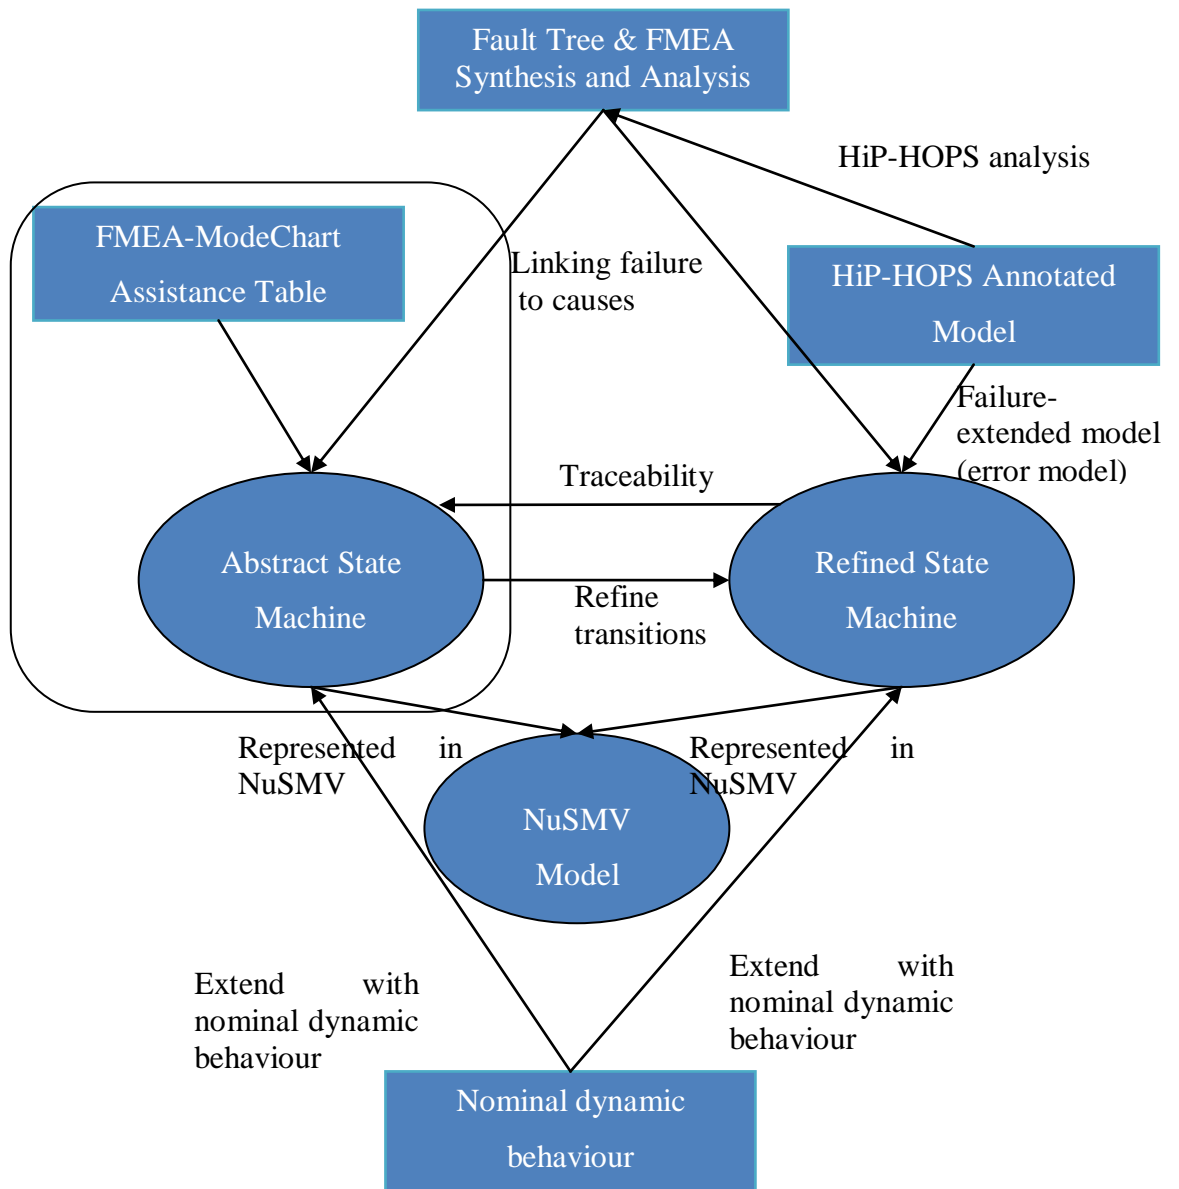 Fault Tree & FMEA
Synthesis and Analysis
HiP-HOPS analysis
FMEA-ModeChart
Assistance Table
Linking failure
to causes
HiP-HOPS Annotated
Model
Failure-
extended model
(error model)
Traceability
Abstract State
Machine
Refined State
Machine
Refine
transitions
Represented in
NuSMV
Represented in
NuSMV
NuSMV
Model
Extend with
nominal dynamic
behaviour
Extend with
nominal dynamic
behaviour
Nominal dynamic
behaviour